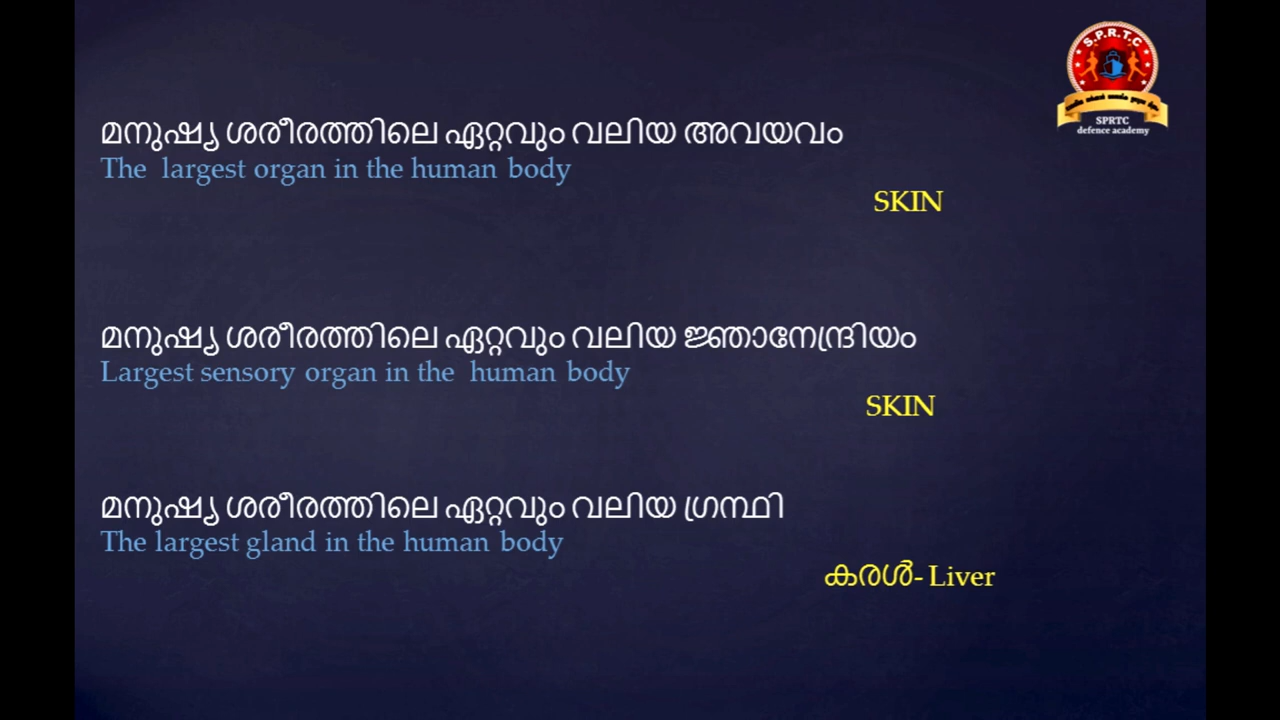 S.P.R.T.C
SPRTC
defence academy
മനുഷ്യ ശരീരത്തിലെ ഏറ്റവും വലിയ അവയവം
The largest organ in the human body
SKIN
മനുഷ്യ ശരീരത്തിലെ ഏറ്റവും വലിയ ജ്ഞാനേന്ദ്രിയം
Largest sensory organ in the human body
SKIN
മനുഷ്യ ശരീരത്തിലെ ഏറ്റവും വലിയ ഗ്രന്ഥി
The largest gland in the human body
കരൾ- Liver